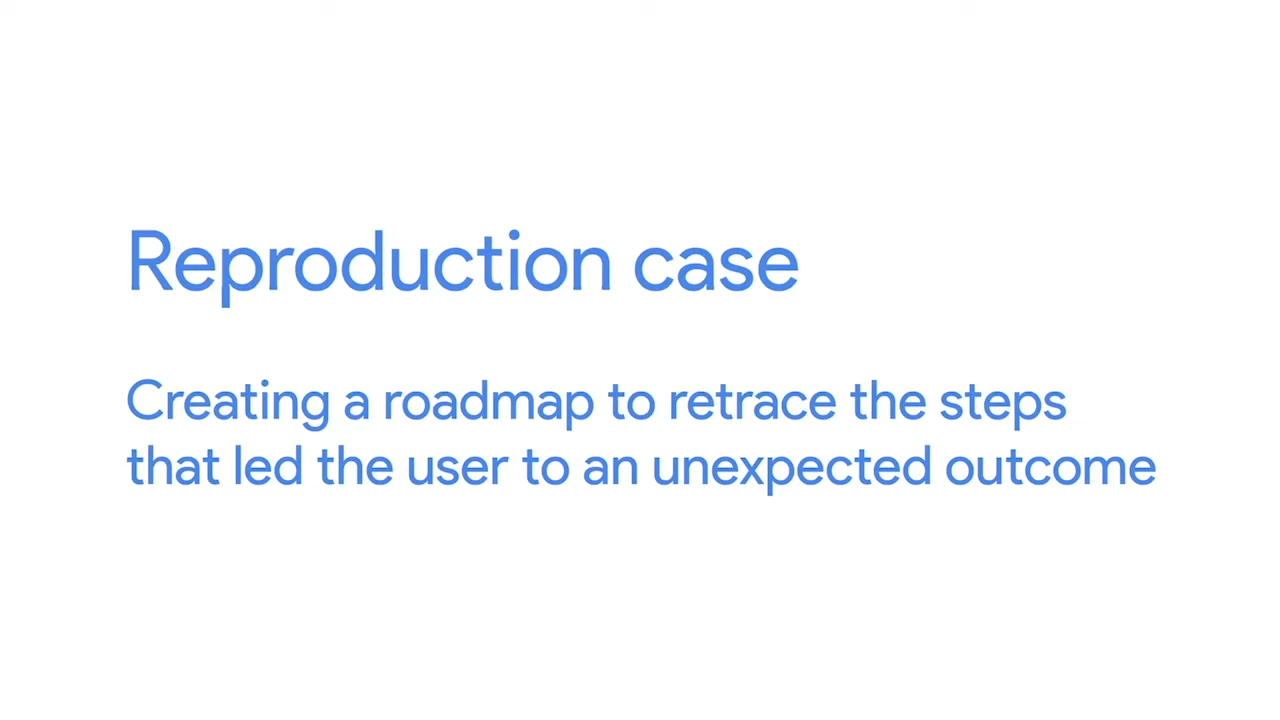 Reproduction case
Creating a roadmap to retrace the steps
that led the user to an unexpected outcome